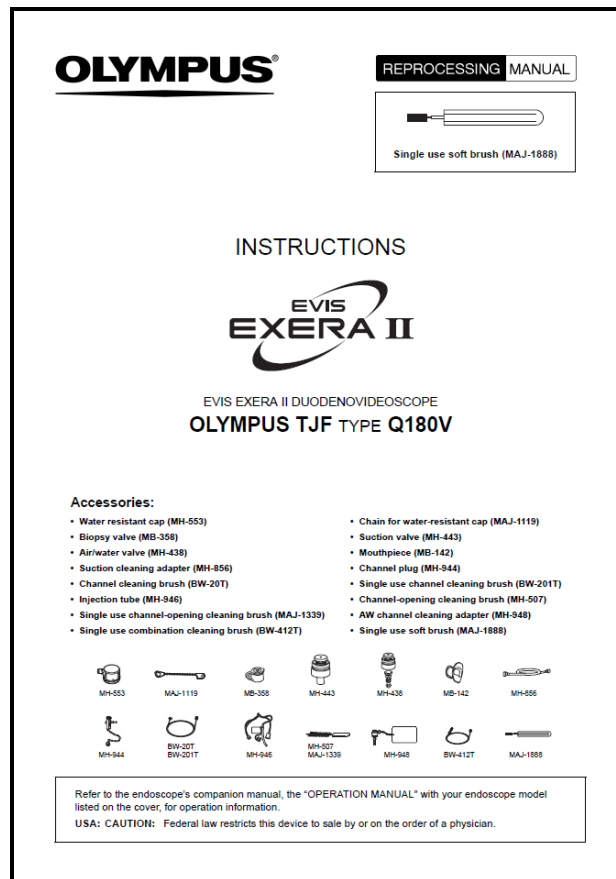 OLYMPUS®
REPROCESSING MANUAL
Single use soft brush (MAJ-1888)
INSTRUCTIONS
EVIS
EXERA II
EVIS EXERA II DUODENOVIDEOSCOPE
OLYMPUS TJF TYPE Q180V
Accessories:
• Water resistant cap (MH-553)
• Biopsy valve (MB-358)
• Air/water valve (MH-438)
• Suction cleaning adapter (MH-856)
• Channel cleaning brush (BW-20T)
• Injection tube (MH-946)
• Single use channel-opening cleaning brush (MAJ-1339)
• Single use combination cleaning brush (BW-412T)
• Chain for water-resistant cap (MAJ-1119)
• Suction valve (MH-443)
• Mouthpiece (MB-142)
• Channel plug (MH-944)
• Single use channel cleaning brush (BW-201T)
• Channel-opening cleaning brush (MH-507)
• AW channel cleaning adapter (MH-948)
• Single use soft brush (MAJ-1888)
MH-553 MAJ-1119 MB-358 MH-443 MH-438 MB-142 MH-856
MH-944 BW-20T BW-201T MH-946 MH-507 MAJ-1339 MH-948 BW-412T MAJ-1888
Refer to the endoscope's companion manual, the “OPERATION MANUAL” with your endoscope model
listed on the cover, for operation information.
USA: CAUTION: Federal law restricts this device to sale by or on the order of a physician.